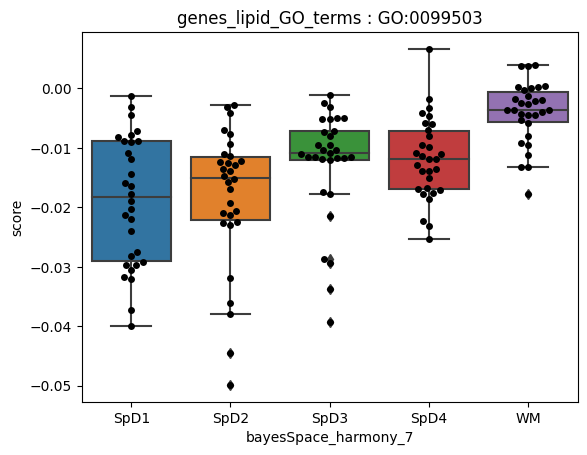 genes_lipid_GO_terms : GO:0099503
0.00
−0.01
−0.02
−0.03
−0.04
−0.05
score
SpD1 SpD2 SpD3 SpD4 WM
bayesSpace_harmony_7